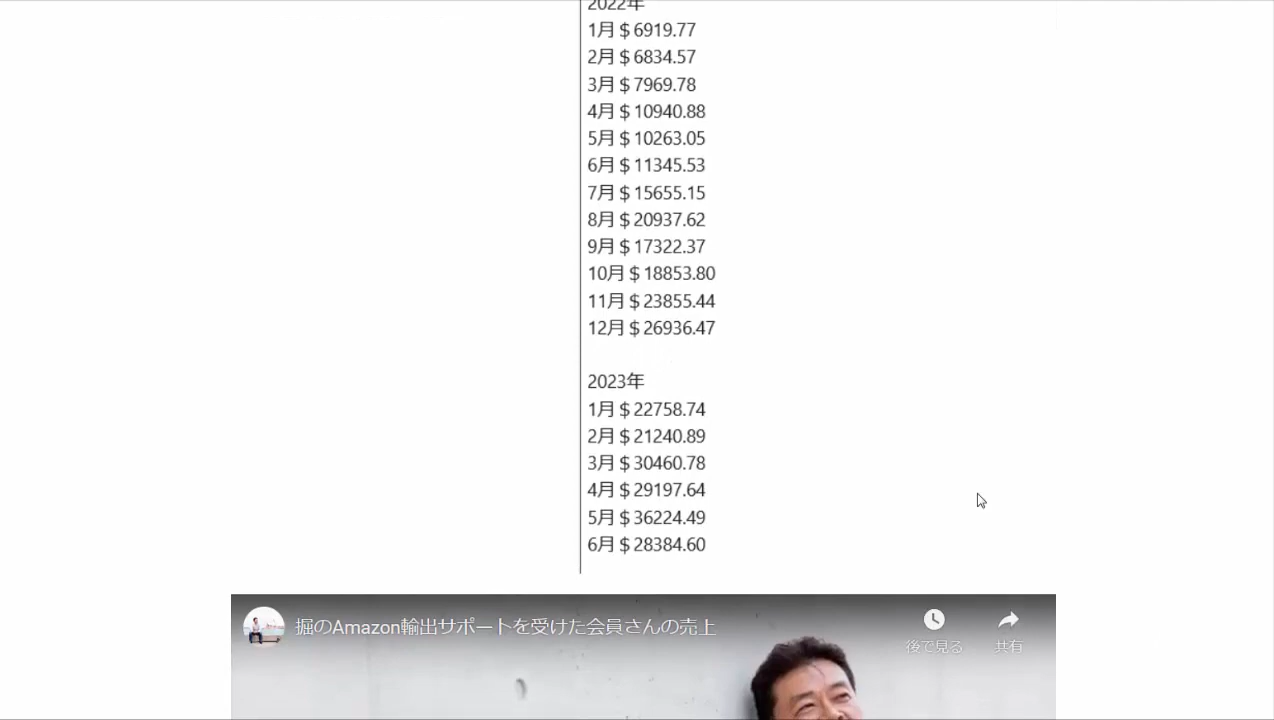 2022年
1月＄6919.77
2月＄6834.57
3月＄7969.78
4月＄10940.88
5月＄10263.05
6月＄11345.53
7月＄15655.15
8月＄20937.62
9月＄17322.37
10月＄18853.80
11月＄23855.44
12月＄26936.47
2023年
1月＄22758.74
2月＄21240.89
3月＄30460.78
4月＄29197.64
5月＄36224.49
6月＄28384.60
掘のAmazon輸出サポートを受けた会員さんの売上
後で見る
共有